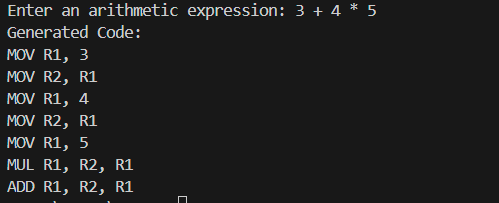 Enter an arithmetic expression: 3 + 4 * 5
Generated Code:
MOV R1, 3
MOV R2, R1
MOV R1, 4
MOV R2, R1
MOV R1, 5
MUL R1, R2, R1
ADD R1, R2, R1